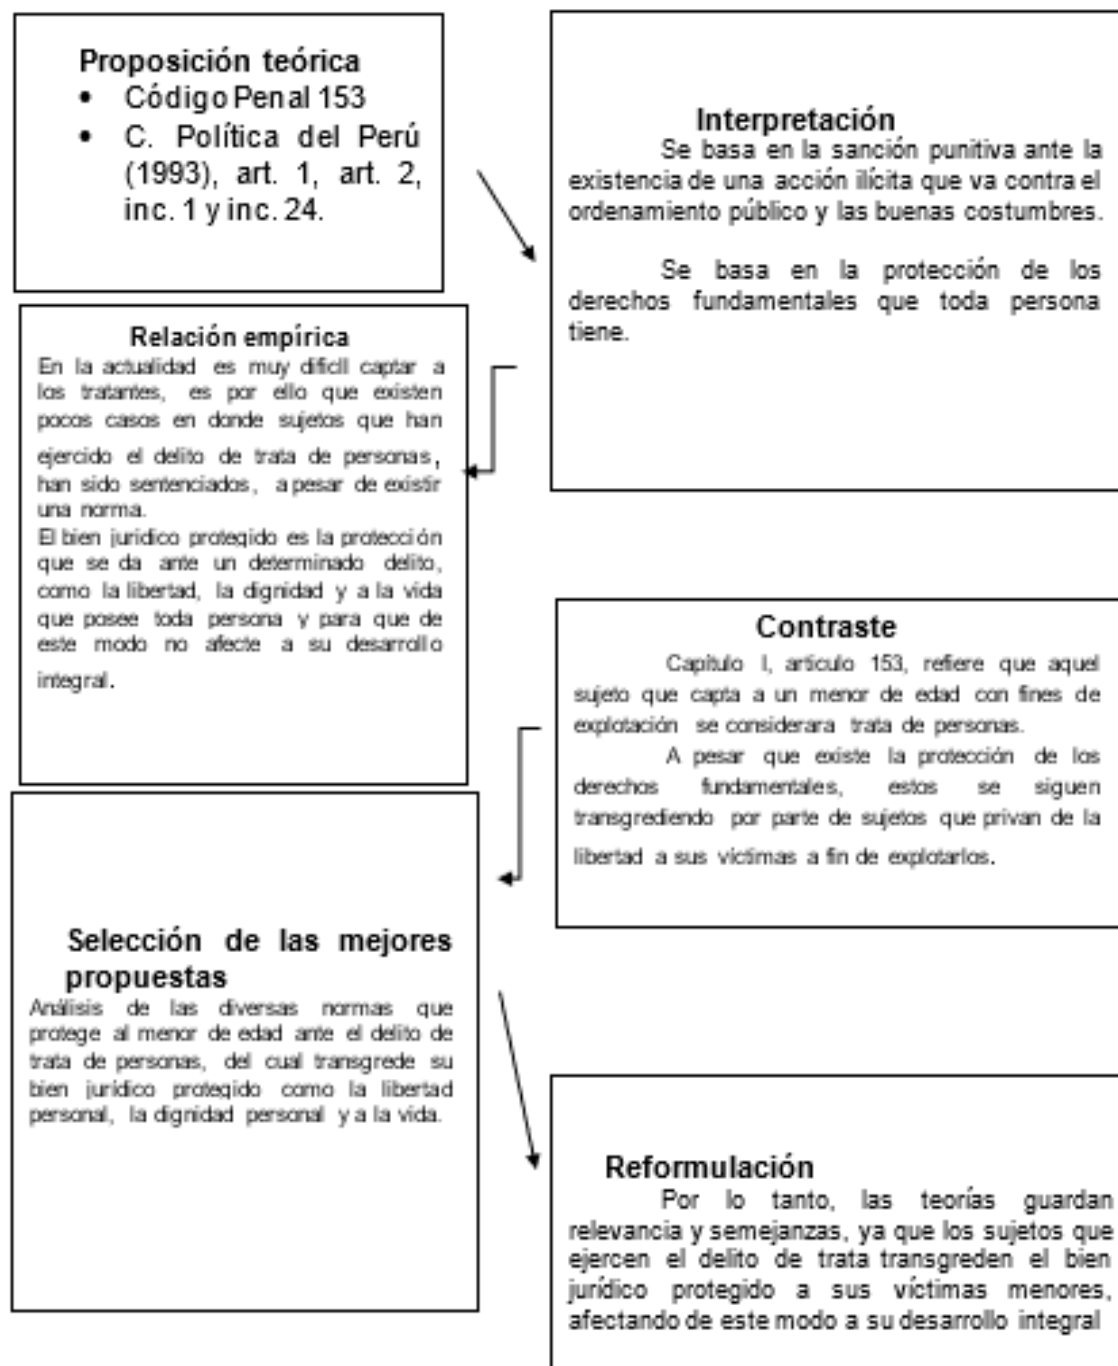 Proposición teórica
• Código Penal 153
• C. Política del Perú
(1993), art. 1, art. 2,
inc. 1 y inc. 24.
Interpretación
Se basa en la sanción punitiva ante la
existencia de una acción ilícita que va contra el
ordenamiento público y las buenas costumbres.
Se basa en la protección de los
derechos fundamentales que toda persona
tiene.
Relación empírica
En la actualidad es muy difícil captar a
los tratantes, es por ello que existen
pocos casos en donde sujetos que han
ejercido el delito de trata de personas,
han sido sentenciados, a pesar de existir
una norma.
El bien jurídico protegido es la protección
que se da ante un determinado delito,
como la libertad, la dignidad y a la vida
que posee toda persona y para que de
este modo no afecte a su desarrollo
integral.
Contraste
Capítulo I, artículo 153, refiere que aquel
sujeto que capta a un menor de edad con fines de
explotación se considerara trata de personas.
A pesar que existe la protección de los
derechos fundamentales, estos se siguen
transgrediendo por parte de sujetos que privan de la
libertad a sus víctimas a fin de explotarlos.
Selección de las mejores
propuestas
Análisis de las diversas normas que
protege al menor de edad ante el delito de
trata de personas, del cual transgrede su
bien jurídico protegido como la libertad
personal, la dignidad personal y a la vida.
Reformulación
Por lo tanto, las teorías guardan
relevancia y semejanzas, ya que los sujetos que
ejercen el delito de trata transgreden el bien
jurídico protegido a sus víctimas menores,
afectando de este modo a su desarrollo integral